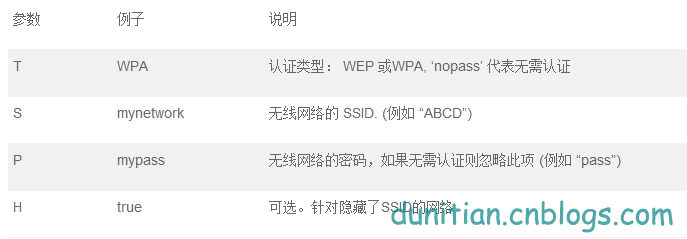 参数 例子 说明
T WPA 认证类型： WEP 或WPA, ‘nopass’ 代表无需认证
S mynetwork 无线网络的 SSID. (例如 “ABCD”)
P mypass 无线网络的密码，如果无需认证则忽略此项 (例如 “pass”)
H true 可选。针对隐藏了SSID的网络
dunitian.cnblogs.com